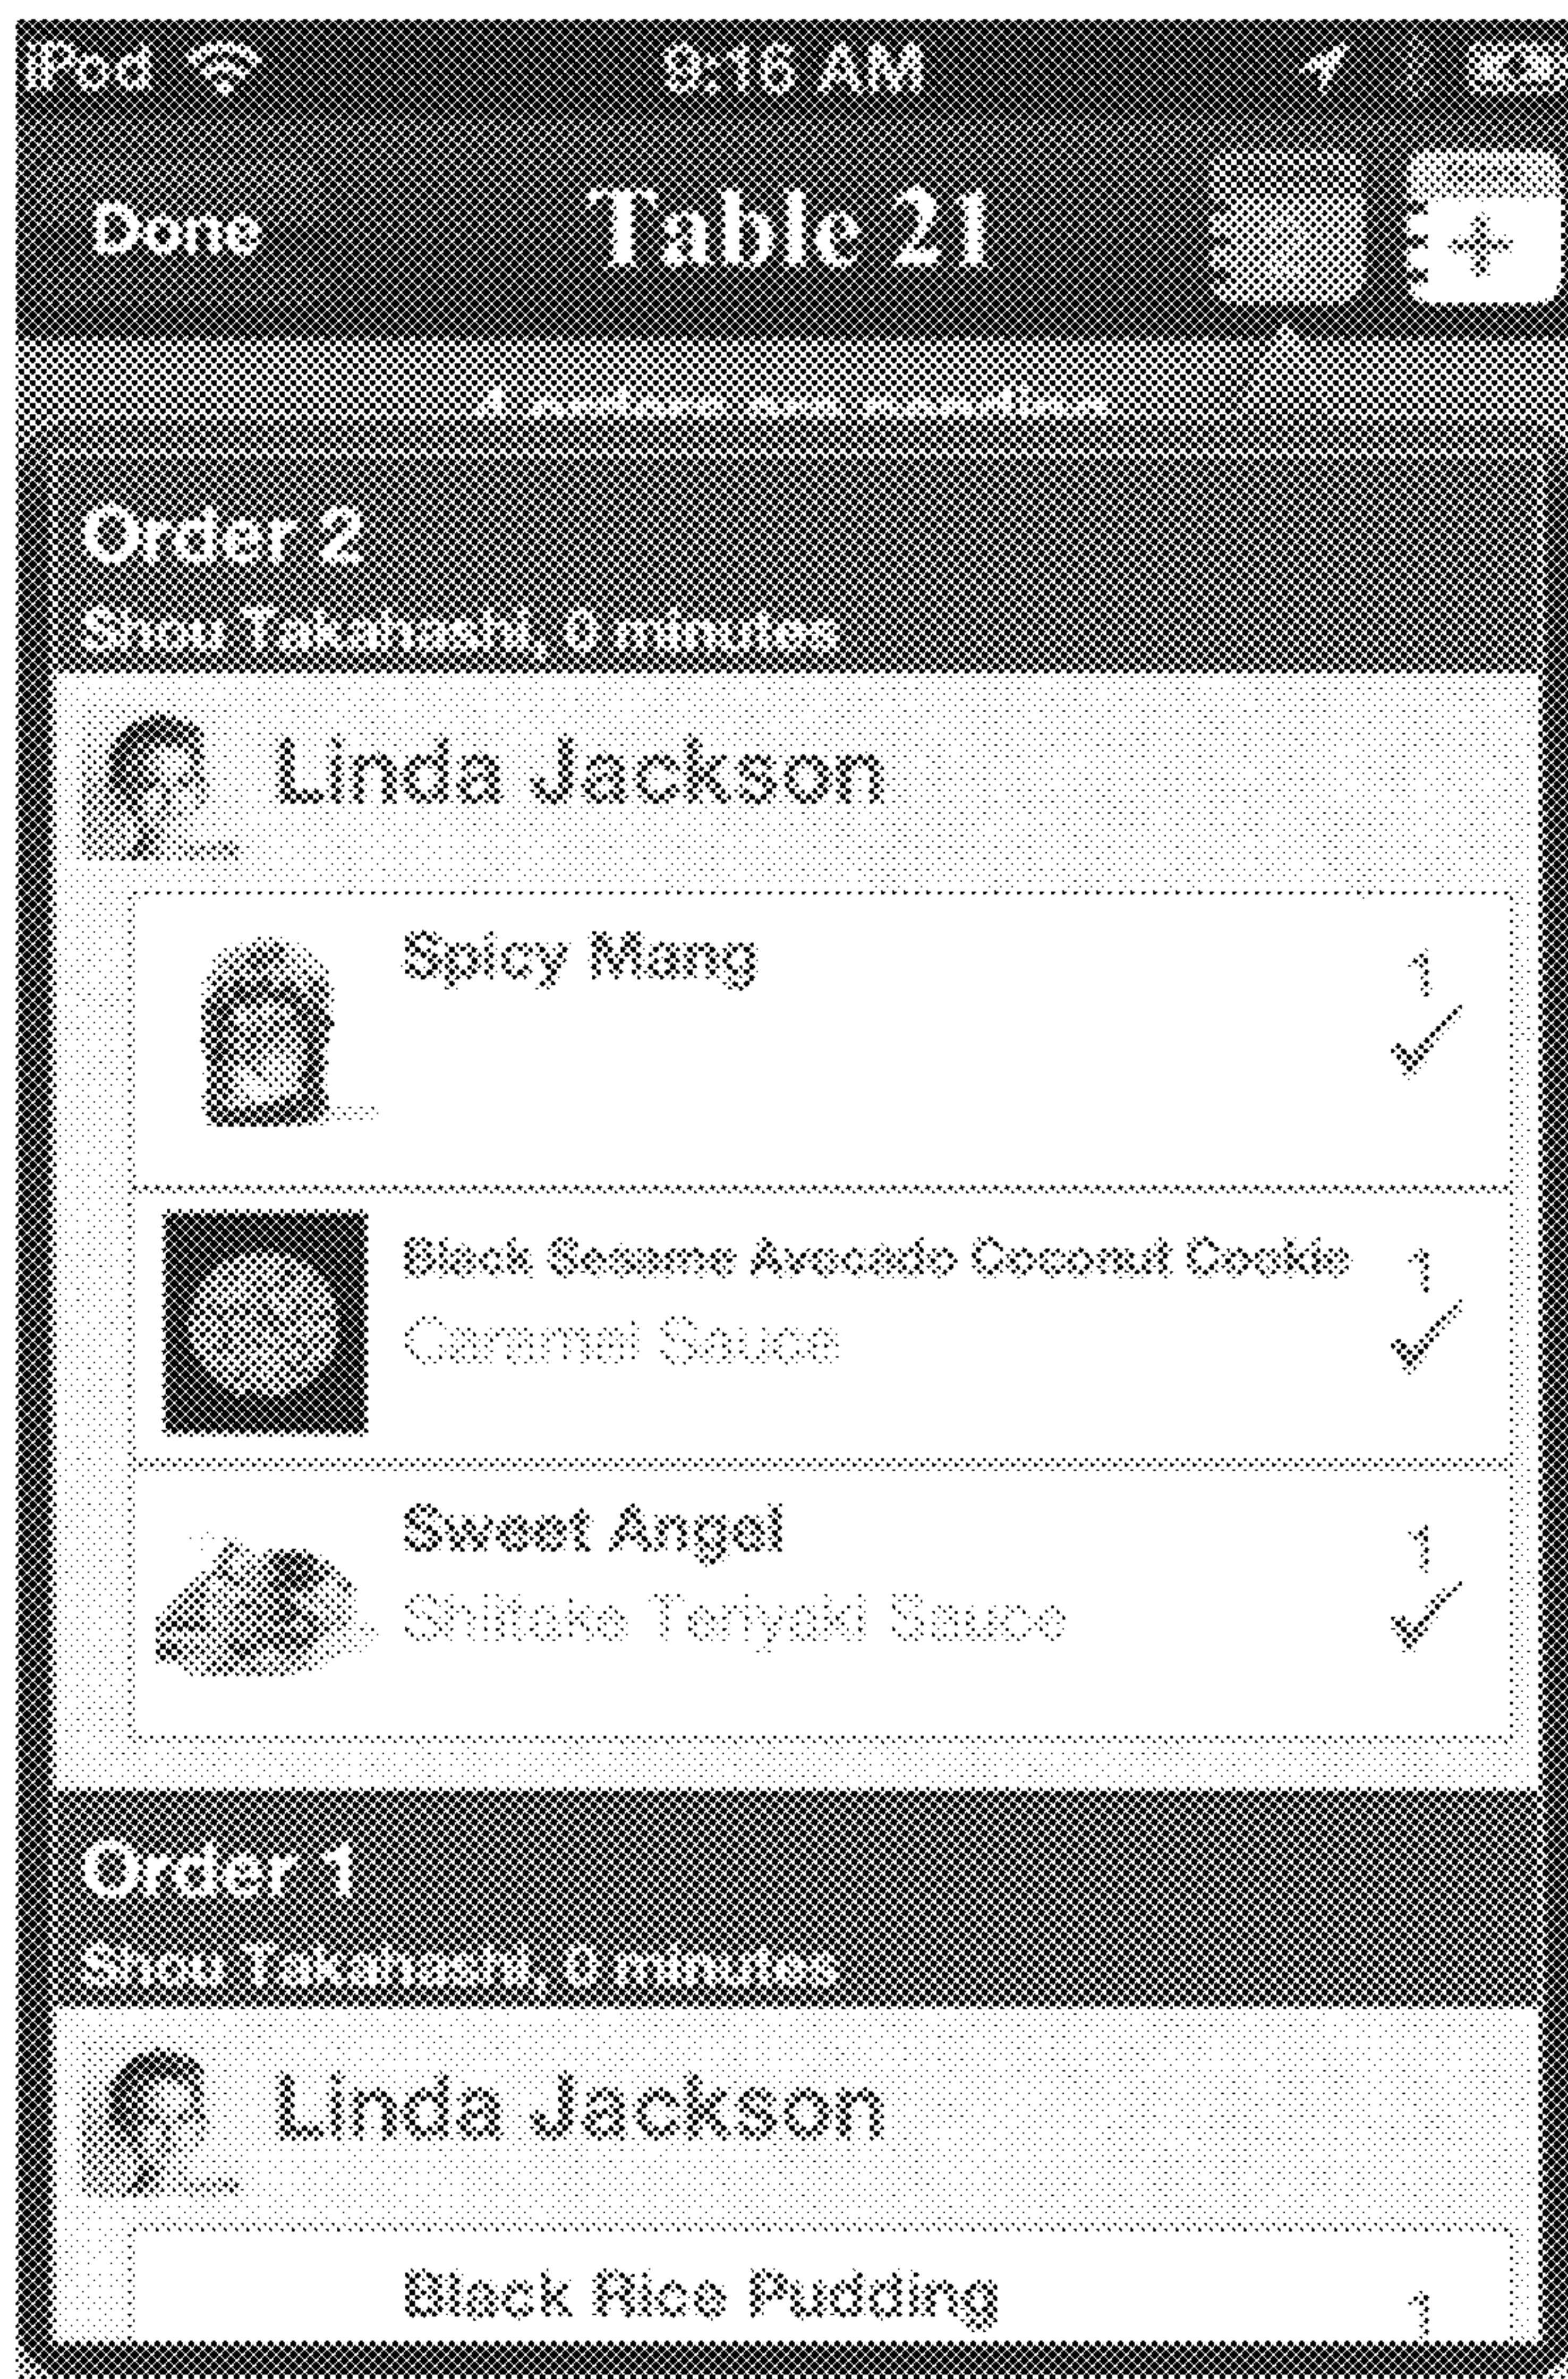 iPod 9:16 AM
Done Table 21
Order 2
Shou Takahashi, 0 minutes
Linda Jackson
Spicy Mang 1
Black Sesame Avocado Coconut Cookie 1
Caramel Sauce
Sweet Angel 1
Shiitake Teriyaki Sauce
Order 1
Shou Takahashi, 0 minutes
Linda Jackson
Black Rice Pudding 1